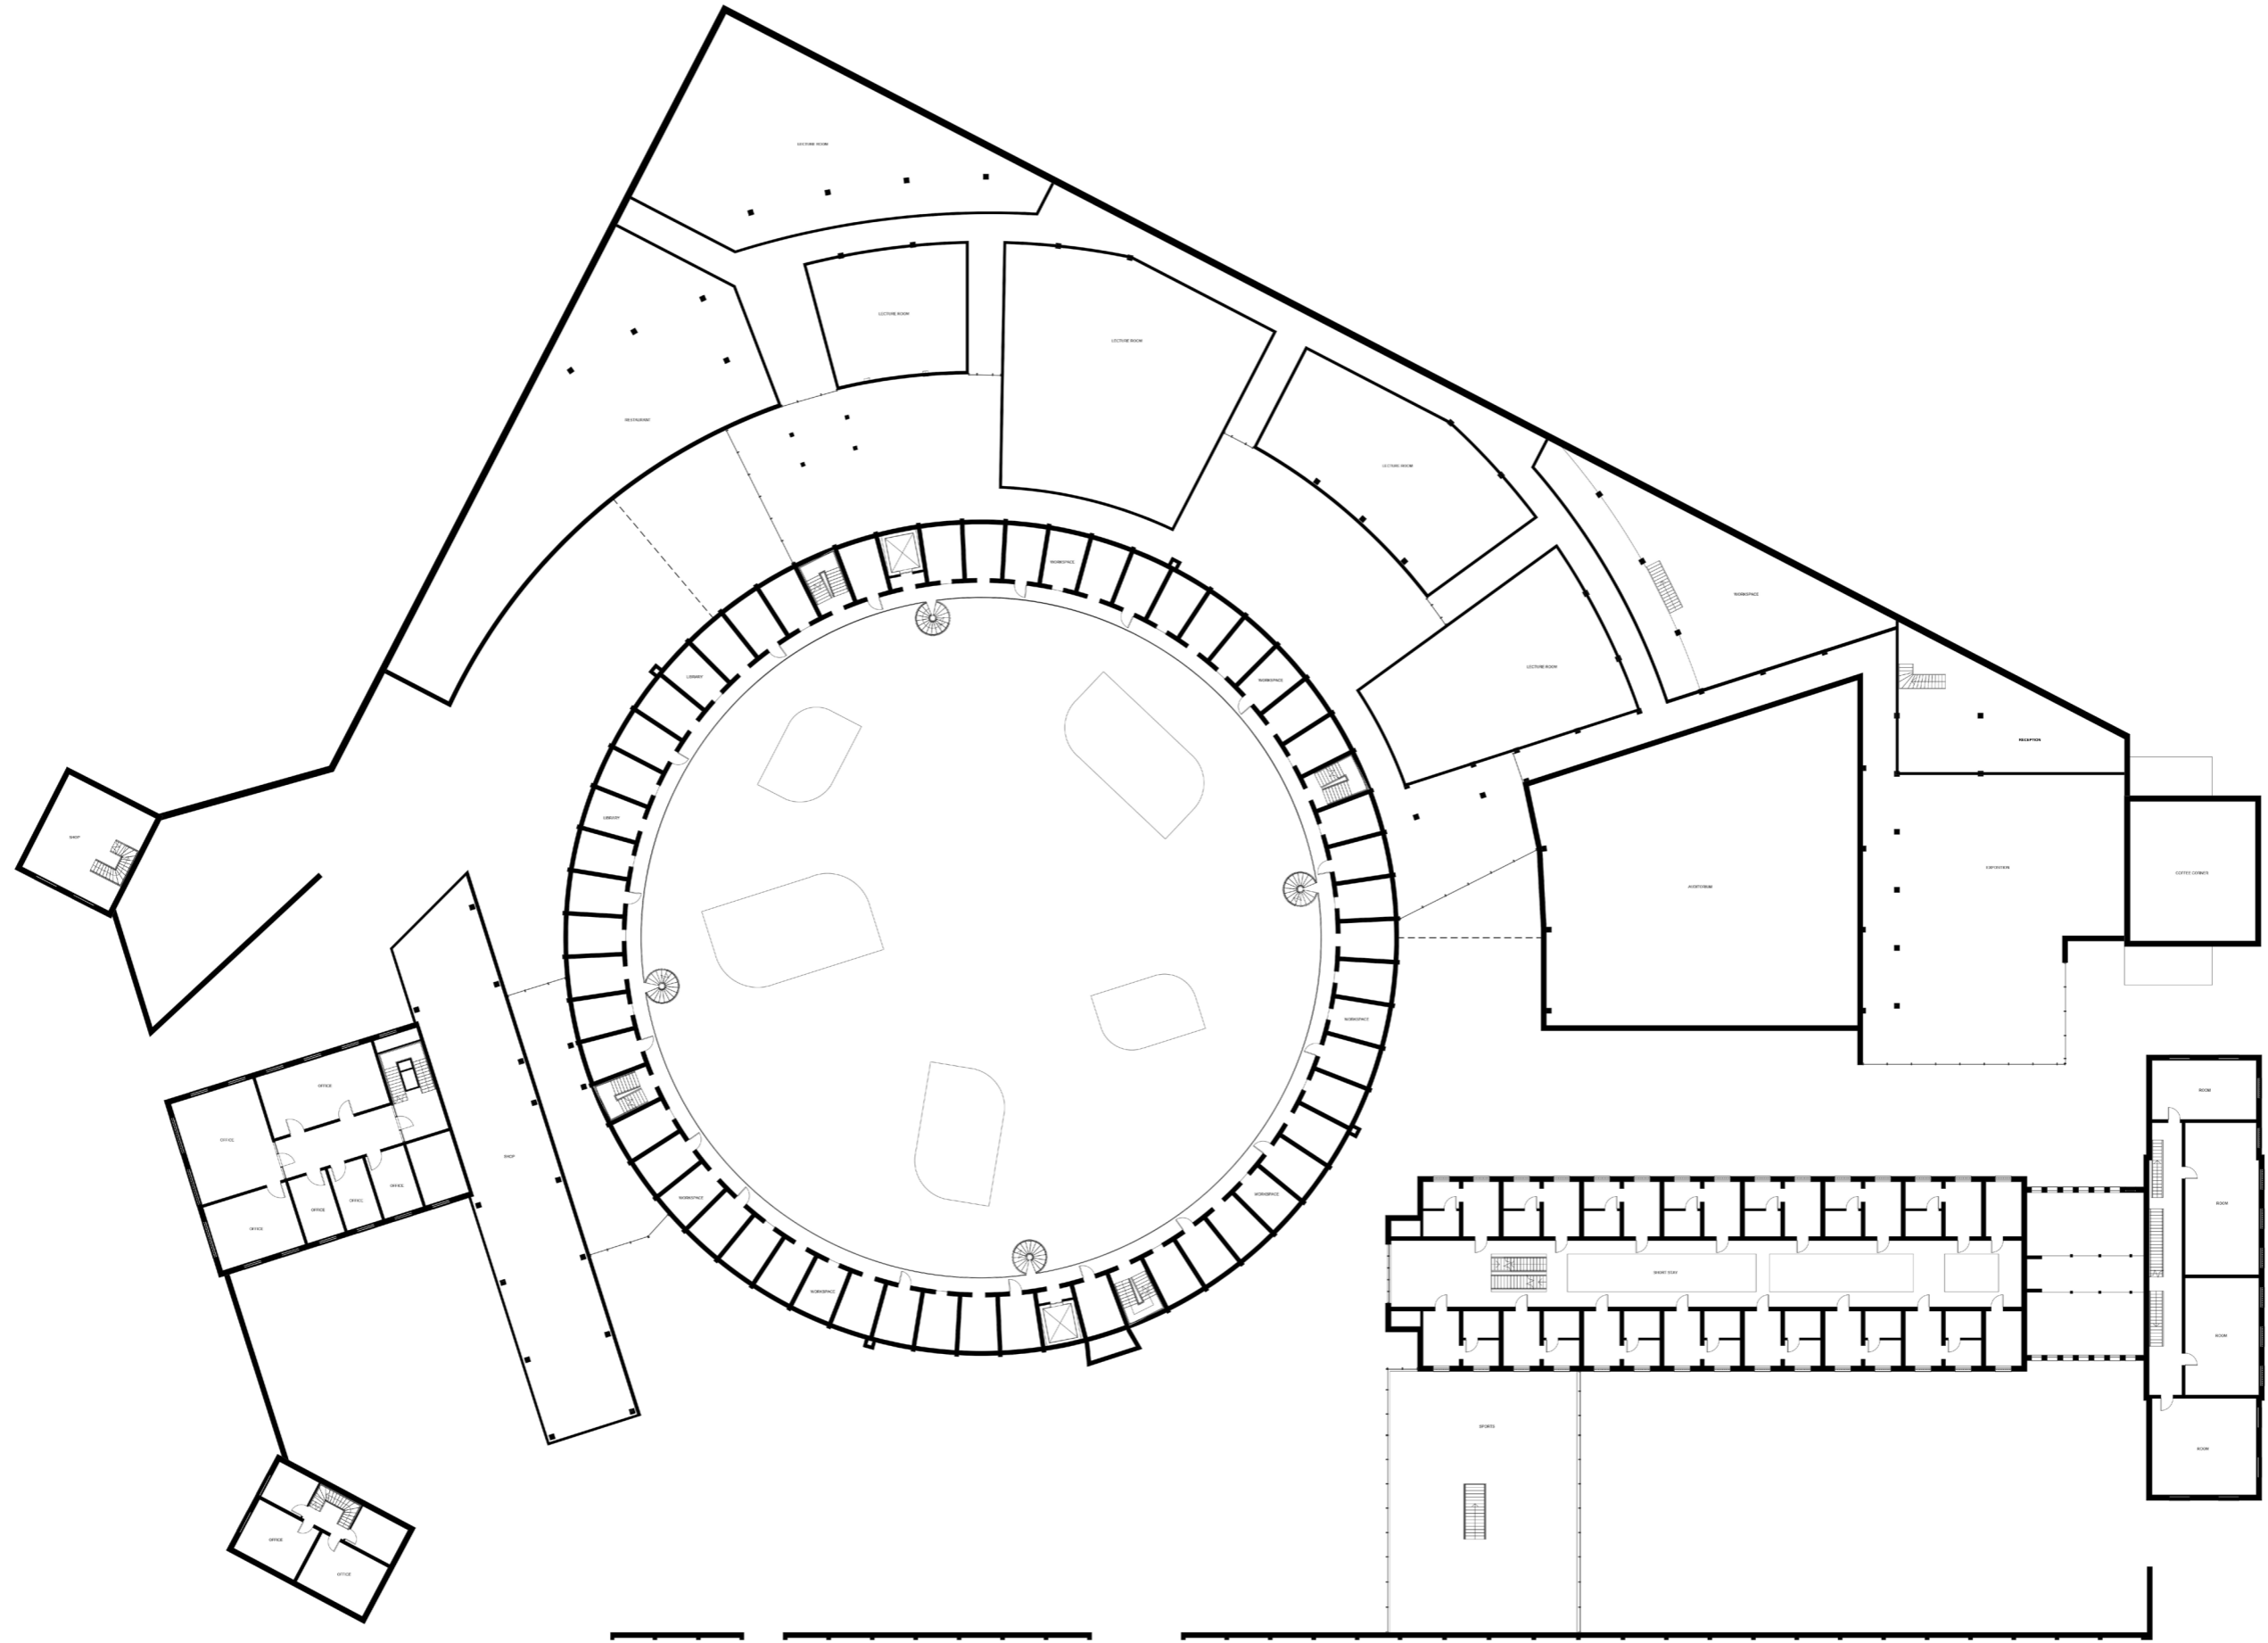 LECTURE ROOM
LECTURE ROOM
LECTURE ROOM
RESTAURANT
LECTURE ROOM
WORKSPACE
WORKSPACE
LECTURE ROOM
LIBRARY
WORKSPACE
RECEPTION
LIBRARY
SHOP
EXPOSITION
COFFEE CORNER
AUDITORIUM
WORKSPACE
OFFICE
ROOM
OFFICE
SHOP
OFFICE
WORKSPACE
WORKSPACE
OFFICE
ROOM
OFFICE
OFFICE
SHORT STAY
WORKSPACE
ROOM
SPORTS
ROOM
OFFICE
OFFICE